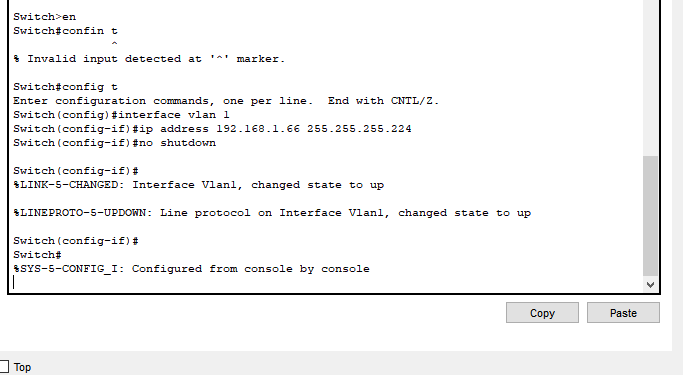 Switch>en
Switch#confin t
^
% Invalid input detected at '^' marker.
Switch#config t
Enter configuration commands, one per line.  End with CNTL/Z.
Switch(config)#interface vlan 1
Switch(config-if)#ip address 192.168.1.66 255.255.255.224
Switch(config-if)#no shutdown
Switch(config-if)#
%LINK-5-CHANGED: Interface Vlan1, changed state to up
%LINEPROTO-5-UPDOWN: Line protocol on Interface Vlan1, changed state to up
Switch(config-if)#
Switch#
%SYS-5-CONFIG_I: Configured from console by console
Copy
Paste
Top